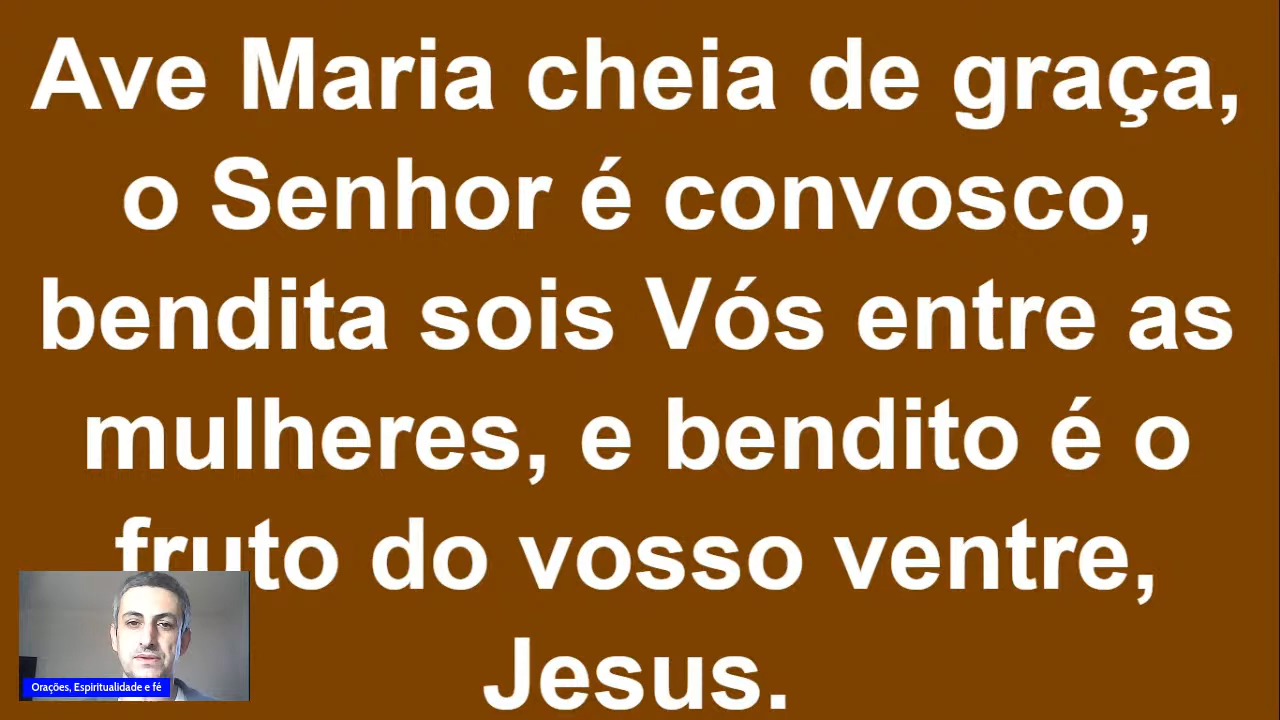 Ave Maria cheia de graça,
o Senhor é convosco,
bendita sois Vós entre as
mulheres, e bendito é o
fruto do vosso ventre,
Jesus.
Orações, Espiritualidade e fé